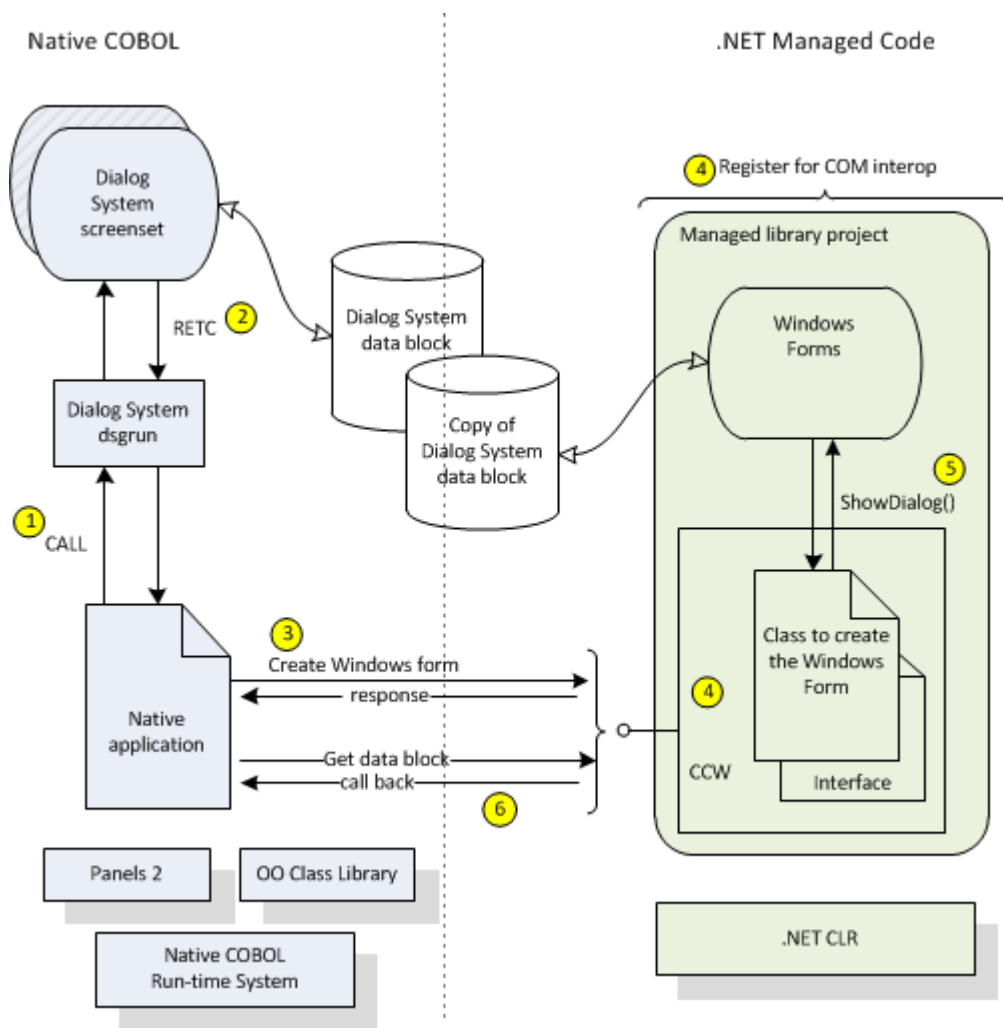 Native COBOL
.NET Managed Code
4
Register for COM interop
Managed library project
Dialog
System
screenset
2
RETC
Dialog System
data block
Windows
Forms
Dialog System
dsgrun
Copy of
Dialog System
data block
5
ShowDialog()
1
CALL
3
Create Windows form
response
Native
application
Get data block
call back
6
4
CCW
Class to create
the Windows
Form
Interface
Panels 2
OO Class Library
Native COBOL
Run-time System
.NET CLR